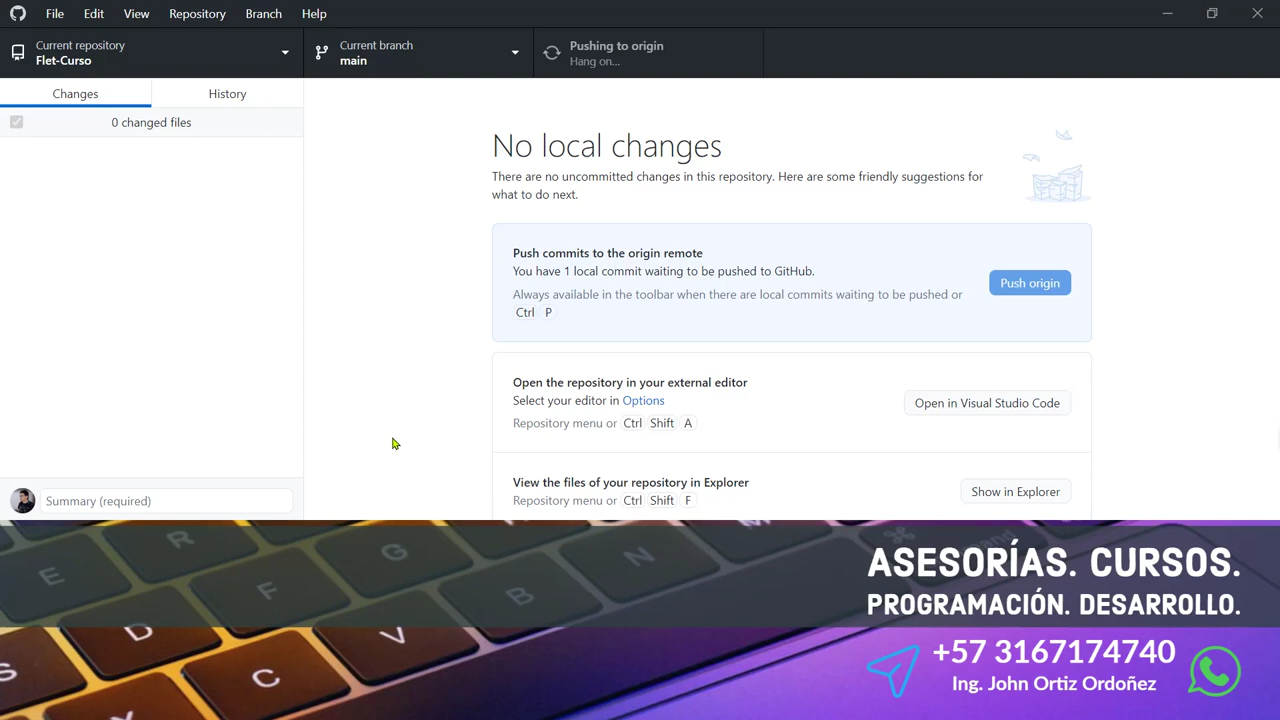 File Edit View Repository Branch Help
Current repository
Flet-Curso
Current branch
main
Pushing to origin
Hang on...
Changes
History
0 changed files
No local changes
There are no uncommitted changes in this repository. Here are some friendly suggestions for
what to do next.
Push commits to the origin remote
You have 1 local commit waiting to be pushed to GitHub.
Always available in the toolbar when there are local commits waiting to be pushed or
Ctrl P
Push origin
Open the repository in your external editor
Select your editor in Options
Repository menu or Ctrl Shift A
Open in Visual Studio Code
View the files of your repository in Explorer
Repository menu or Ctrl Shift F
Show in Explorer
Summary (required)
E R F G D C V B N
ASESORÍAS. CURSOS.
PROGRAMACIÓN. DESARROLLO.
+57 3167174740
Ing. John Ortiz Ordoñez